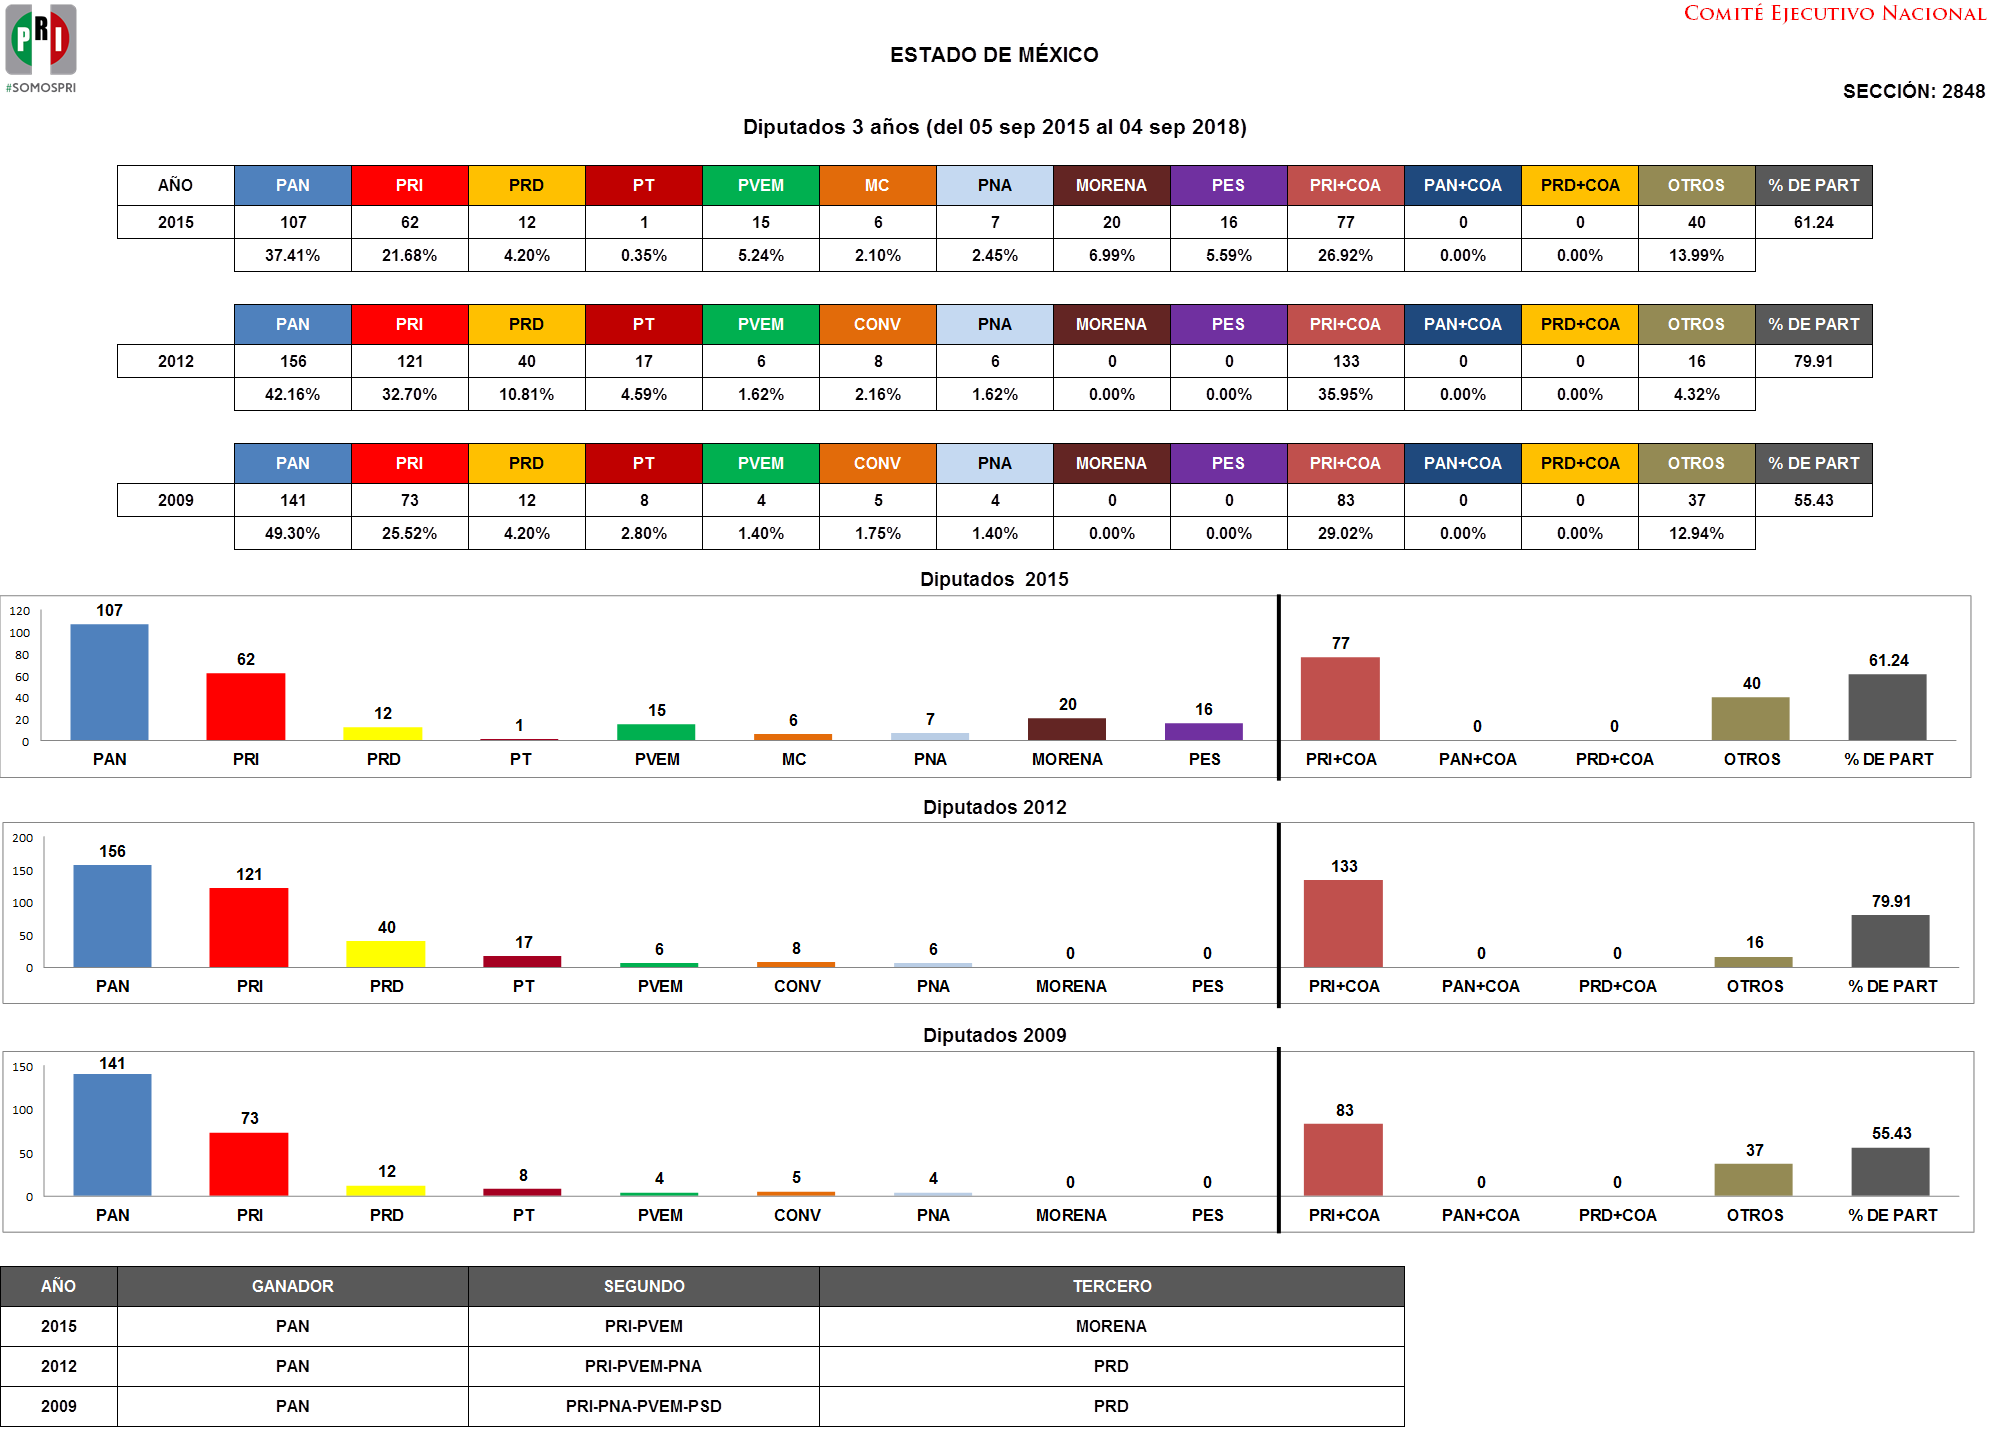 PRI
#SOMOSPRI
COMITÉ EJECUTIVO NACIONAL
ESTADO DE MÉXICO
SECCIÓN: 2848
Diputados 3 años (del 05 sep 2015 al 04 sep 2018)
AÑO PAN PRI PRD PT PVEM MC PNA MORENA PES PRI+COA PAN+COA PRD+COA OTROS % DE PART
2015 107 62 12 1 15 6 7 20 16 77 0 0 40 61.24
37.41% 21.68% 4.20% 0.35% 5.24% 2.10% 2.45% 6.99% 5.59% 26.92% 0.00% 0.00% 13.99%
PAN PRI PRD PT PVEM CONV PNA MORENA PES PRI+COA PAN+COA PRD+COA OTROS % DE PART
2012 156 121 40 17 6 8 6 0 0 133 0 0 16 79.91
42.16% 32.70% 10.81% 4.59% 1.62% 2.16% 1.62% 0.00% 0.00% 35.95% 0.00% 0.00% 4.32%
PAN PRI PRD PT PVEM CONV PNA MORENA PES PRI+COA PAN+COA PRD+COA OTROS % DE PART
2009 141 73 12 8 4 5 4 0 0 83 0 0 37 55.43
49.30% 25.52% 4.20% 2.80% 1.40% 1.75% 1.40% 0.00% 0.00% 29.02% 0.00% 0.00% 12.94%
Diputados 2015
120
100
80
60
40
20
0
107 62 12 1 15 6 7 20 16 77 0 0 40 61.24
PAN PRI PRD PT PVEM MC PNA MORENA PES PRI+COA PAN+COA PRD+COA OTROS % DE PART
Diputados 2012
200
150
100
50
0
156 121 40 17 6 8 6 0 0 133 0 0 16 79.91
PAN PRI PRD PT PVEM CONV PNA MORENA PES PRI+COA PAN+COA PRD+COA OTROS % DE PART
Diputados 2009
150
100
50
0
141 73 12 8 4 5 4 0 0 83 0 0 37 55.43
PAN PRI PRD PT PVEM CONV PNA MORENA PES PRI+COA PAN+COA PRD+COA OTROS % DE PART
AÑO GANADOR SEGUNDO TERCERO
2015 PAN PRI-PVEM MORENA
2012 PAN PRI-PVEM-PNA PRD
2009 PAN PRI-PNA-PVEM-PSD PRD